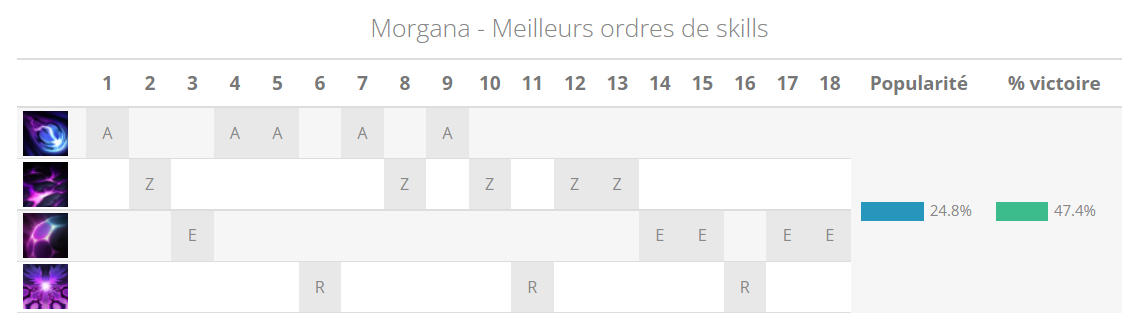 Morgana - Meilleurs ordres de skills
1 2 3 4 5 6 7 8 9 10 11 12 13 14 15 16 17 18 Popularité % victoire
A A A A A
Z Z Z Z Z
24.8% 47.4%
E E E E E
R R R